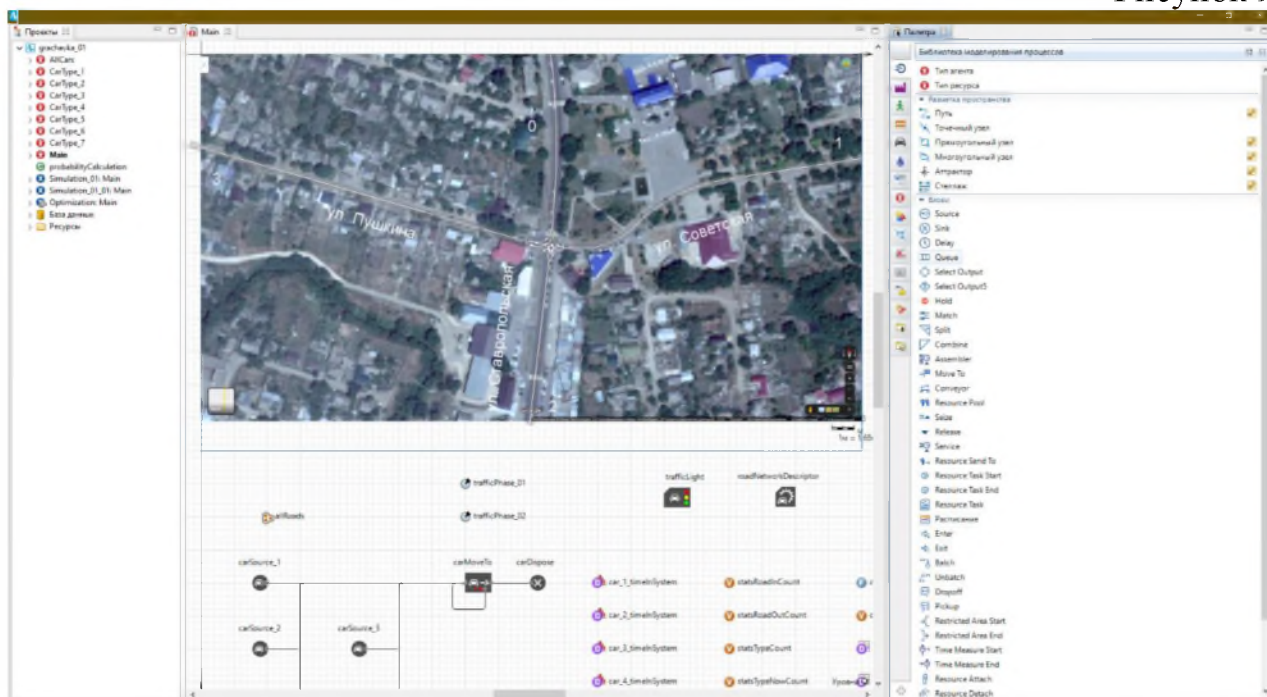 Проекты
grachevka_01
AllCars
CarType_1
CarType_2
CarType_3
CarType_4
CarType_5
CarType_6
CarType_7
Main
probabilityCalculation
Simulation_01: Main
Simulation_01_01: Main
Optimization: Main
База данных
Ресурсы
Main
0
1
3
ул. Пушкина
ул. Советская
ул. Ставропольская
trafficPhase_01
trafficPhase_02
trafficLight
roadNetworkDescriptor
allRoads
carSource_1
carMoveTo
carDispose
carSource_2
carSource_5
car_1_timeInSystem
car_2_timeInSystem
car_3_timeInSystem
car_4_timeInSystem
statsRoadInCount
statsRoadOutCount
statsTypeCount
statsTypeNowCount
Палитра
Библиотека моделирования процессов
Тип агента
Тип ресурса
Разметка пространства
Путь
Точечный узел
Прямоугольный узел
Многоугольный узел
Аттрактор
Стеллаж
Блоки
Source
Sink
Delay
Queue
Select Output
Select Output5
Hold
Match
Split
Combine
Assembler
Move To
Conveyor
Resource Pool
Seize
Release
Service
Resource Send To
Resource Task Start
Resource Task End
Resource Task
Расписание
Enter
Exit
Batch
Unbatch
Dropoff
Pickup
Restricted Area Start
Restricted Area End
Time Measure Start
Time Measure End
Resource Attach
Resource Detach